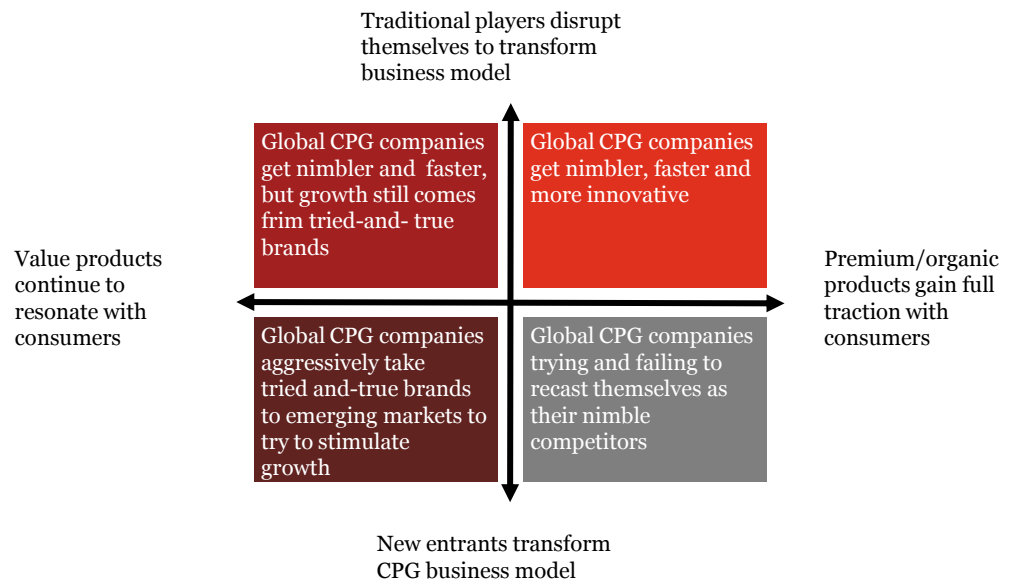 Traditional players disrupt
themselves to transform
business model
Global CPG companies
get nimbler and faster,
but growth still comes
frim tried-and- true
brands
Global CPG companies
get nimbler, faster and
more innovative
Value products
continue to
resonate with
consumers
Premium/organic
products gain full
traction with
consumers
Global CPG companies
aggressively take
tried and-true brands
to emerging markets to
try to stimulate
growth
Global CPG companies
trying and failing to
recast themselves as
their nimble
competitors
New entrants transform
CPG business model